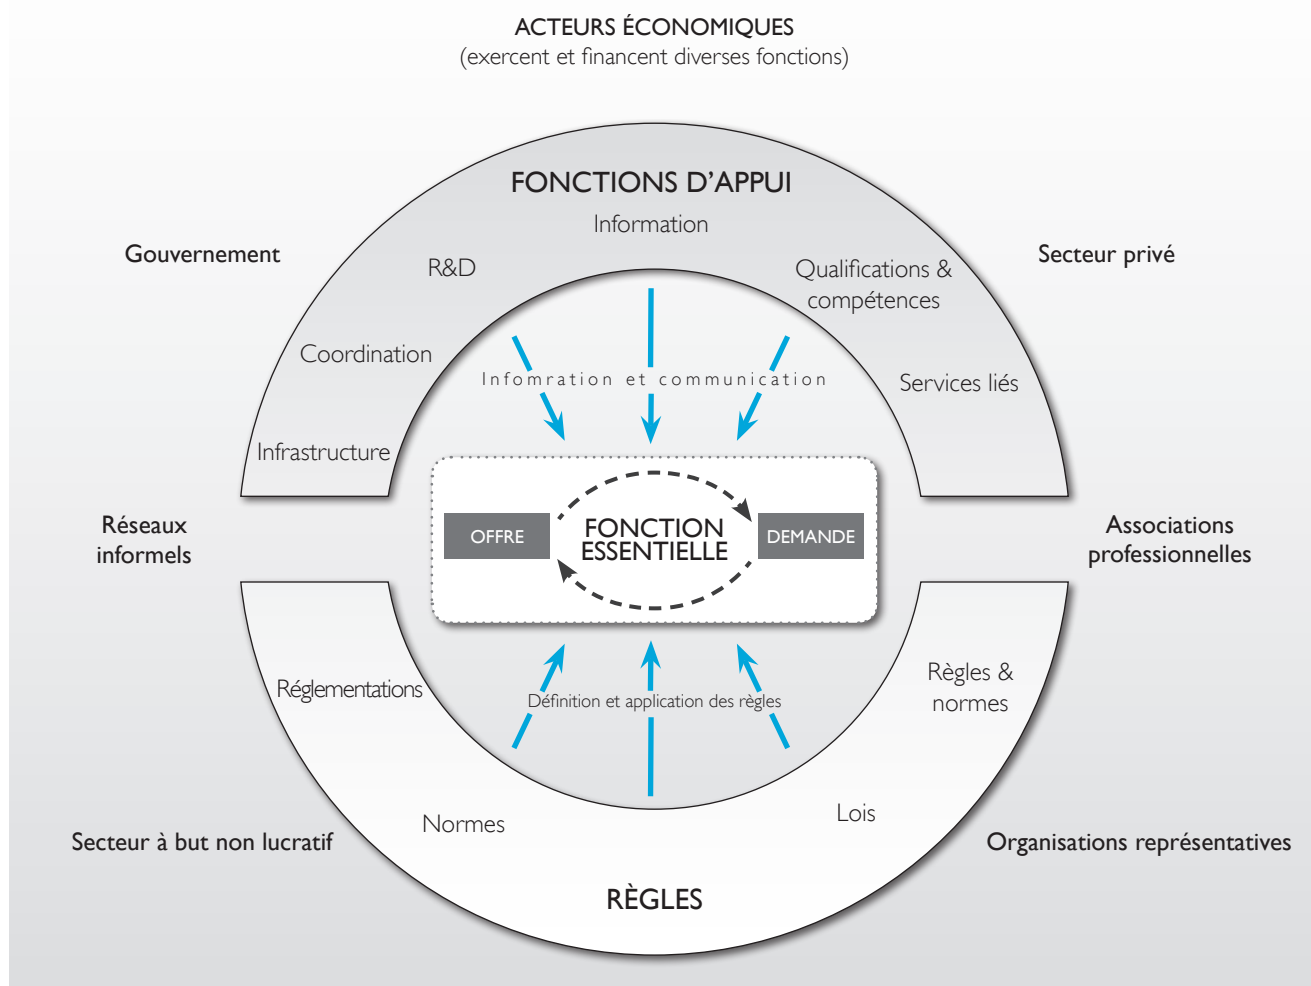 ACTEURS ÉCONOMIQUES
(exercent et financent diverses fonctions)
FONCTIONS D'APPUI
Information
Gouvernement
Secteur privé
R&D
Qualifications &
compétences
Coordination
Infomration et communication
Services liés
Infrastructure
Réseaux
informels
OFFRE
FONCTION
ESSENTIELLE
DEMANDE
Associations
professionnelles
Réglementations
Définition et application des règles
Règles &
normes
Normes
Lois
Secteur à but non lucratif
Organisations représentatives
RÈGLES